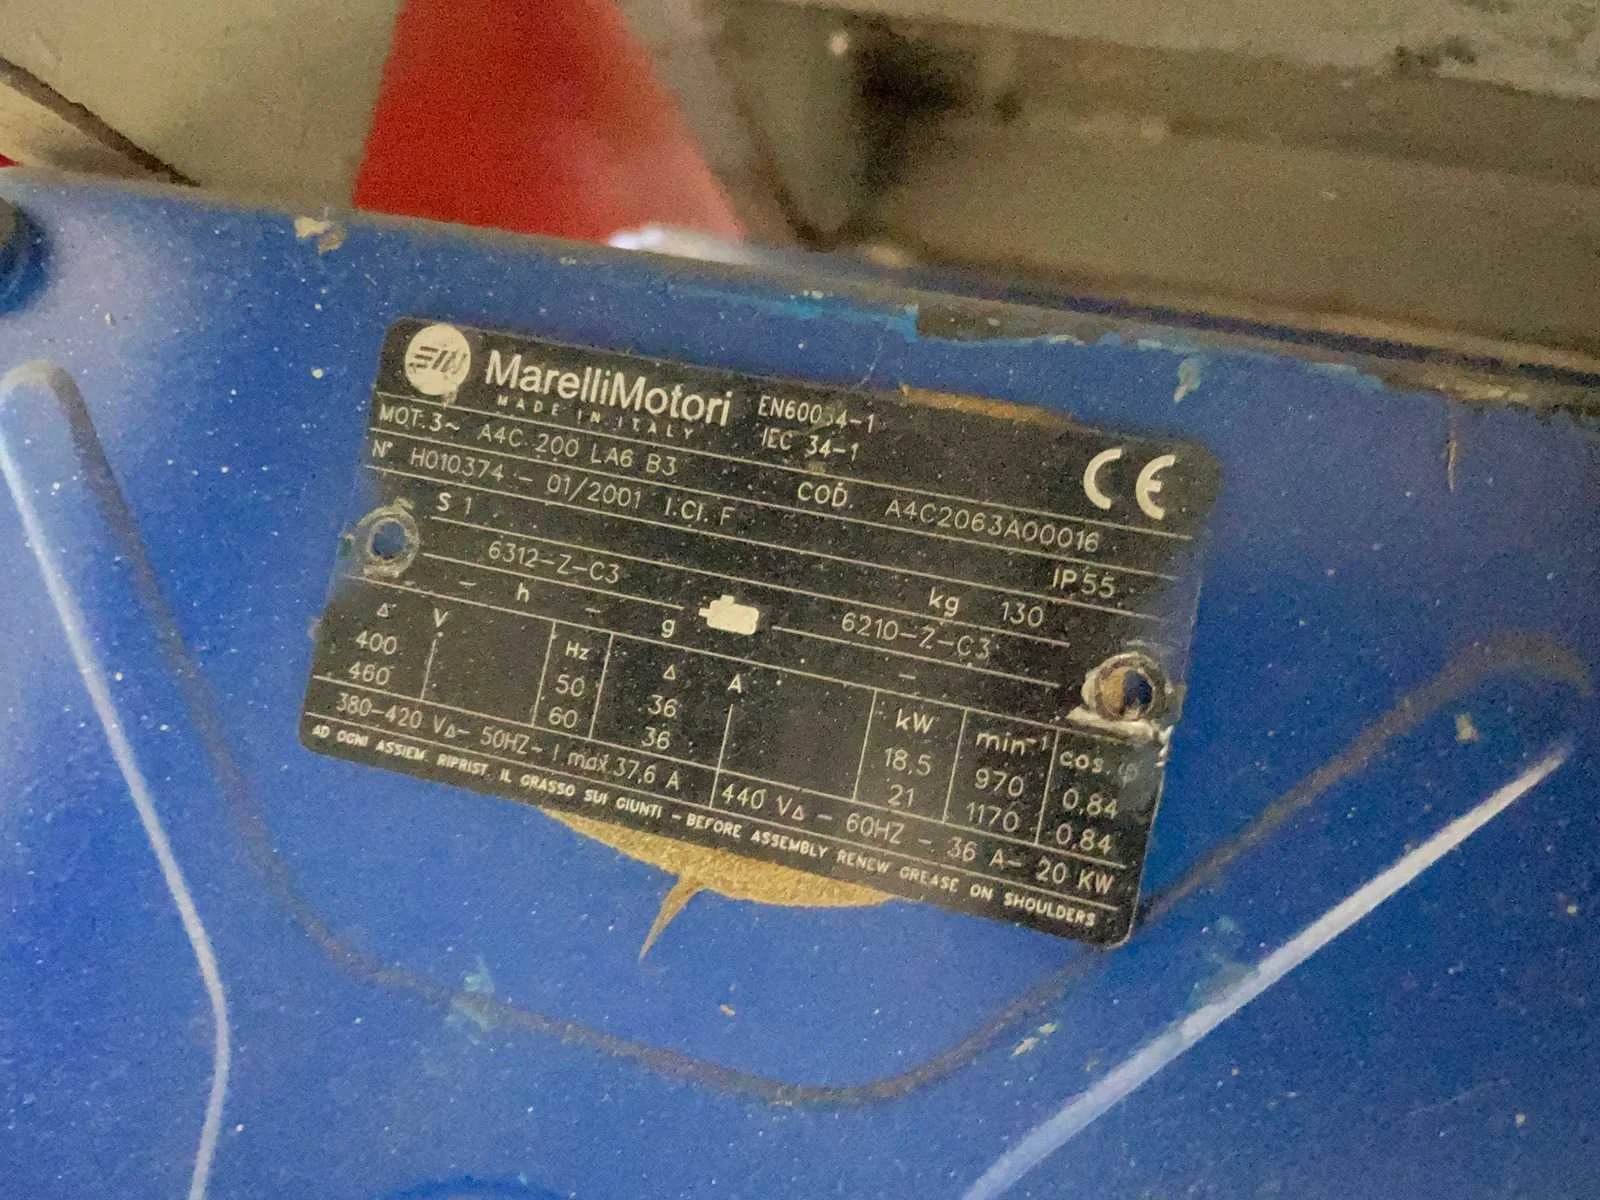 MarelliMotori
MADE IN ITALY
EN60034-1
IEC 34-1
CE
MOT. 3~ A4C 200 LA6 B3 COD. A4C2063A00016
N° H010374 - 01/2001 I.Cl. F IP 55
S 1 kg 130
6312-Z-C3 6210-Z-C3
- h - g -
Δ V Hz Δ A kW min-1 cos. φ
400 50 36 18,5 970 0,84
460 60 36 21 1170 0,84
380-420 VΔ- 50HZ- I max 37,6 A 440 VΔ - 60HZ - 36 A- 20 KW
AD OGNI ASSIEM. RIPRIST. IL GRASSO SUI GIUNTI - BEFORE ASSEMBLY RENEW GREASE ON SHOULDERS